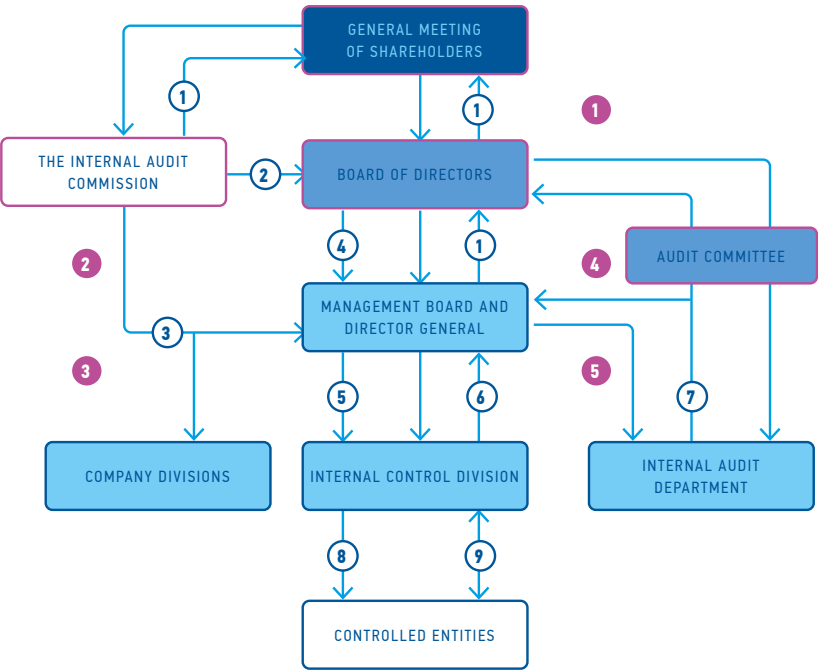 GENERAL MEETING
OF SHAREHOLDERS
1
1
1
THE INTERNAL AUDIT
COMMISSION
2
BOARD OF DIRECTORS
4
1
2
4
AUDIT COMMITTEE
MANAGEMENT BOARD AND
DIRECTOR GENERAL
3
3
5
5
6
7
COMPANY DIVISIONS
INTERNAL CONTROL DIVISION
INTERNAL AUDIT
DEPARTMENT
8
9
CONTROLLED ENTITIES